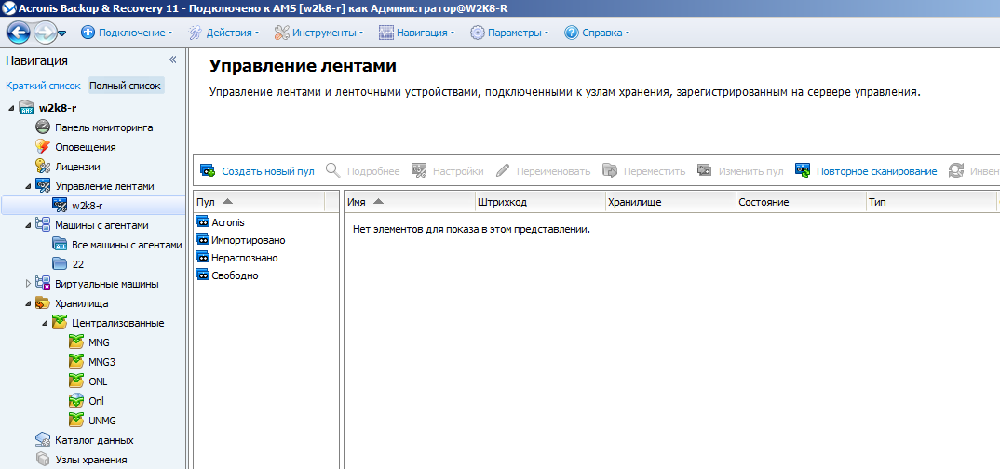 Acronis Backup & Recovery 11 - Подключено к AMS [w2k8-r] как Администратор@W2K8-R
Подключение Действия Инструменты Навигация Параметры Справка
Навигация
Краткий список Полный список
w2k8-r
Панель мониторинга
Оповещения
Лицензии
Управление лентами
w2k8-r
Машины с агентами
Все машины с агентами
22
Виртуальные машины
Хранилища
Централизованные
MNG
MNG3
ONL
Onl
UNMG
Каталог данных
Узлы хранения
Управление лентами
Управление лентами и ленточными устройствами, подключенными к узлам хранения, зарегистрированным на сервере управления.
Создать новый пул Подробнее Настройки Переименовать Переместить Изменить пул Повторное сканирование Инвен
Пул
Acronis
Импортировано
Нераспознано
Свободно
Имя Штрихкод Хранилище Состояние Тип
Нет элементов для показа в этом представлении.